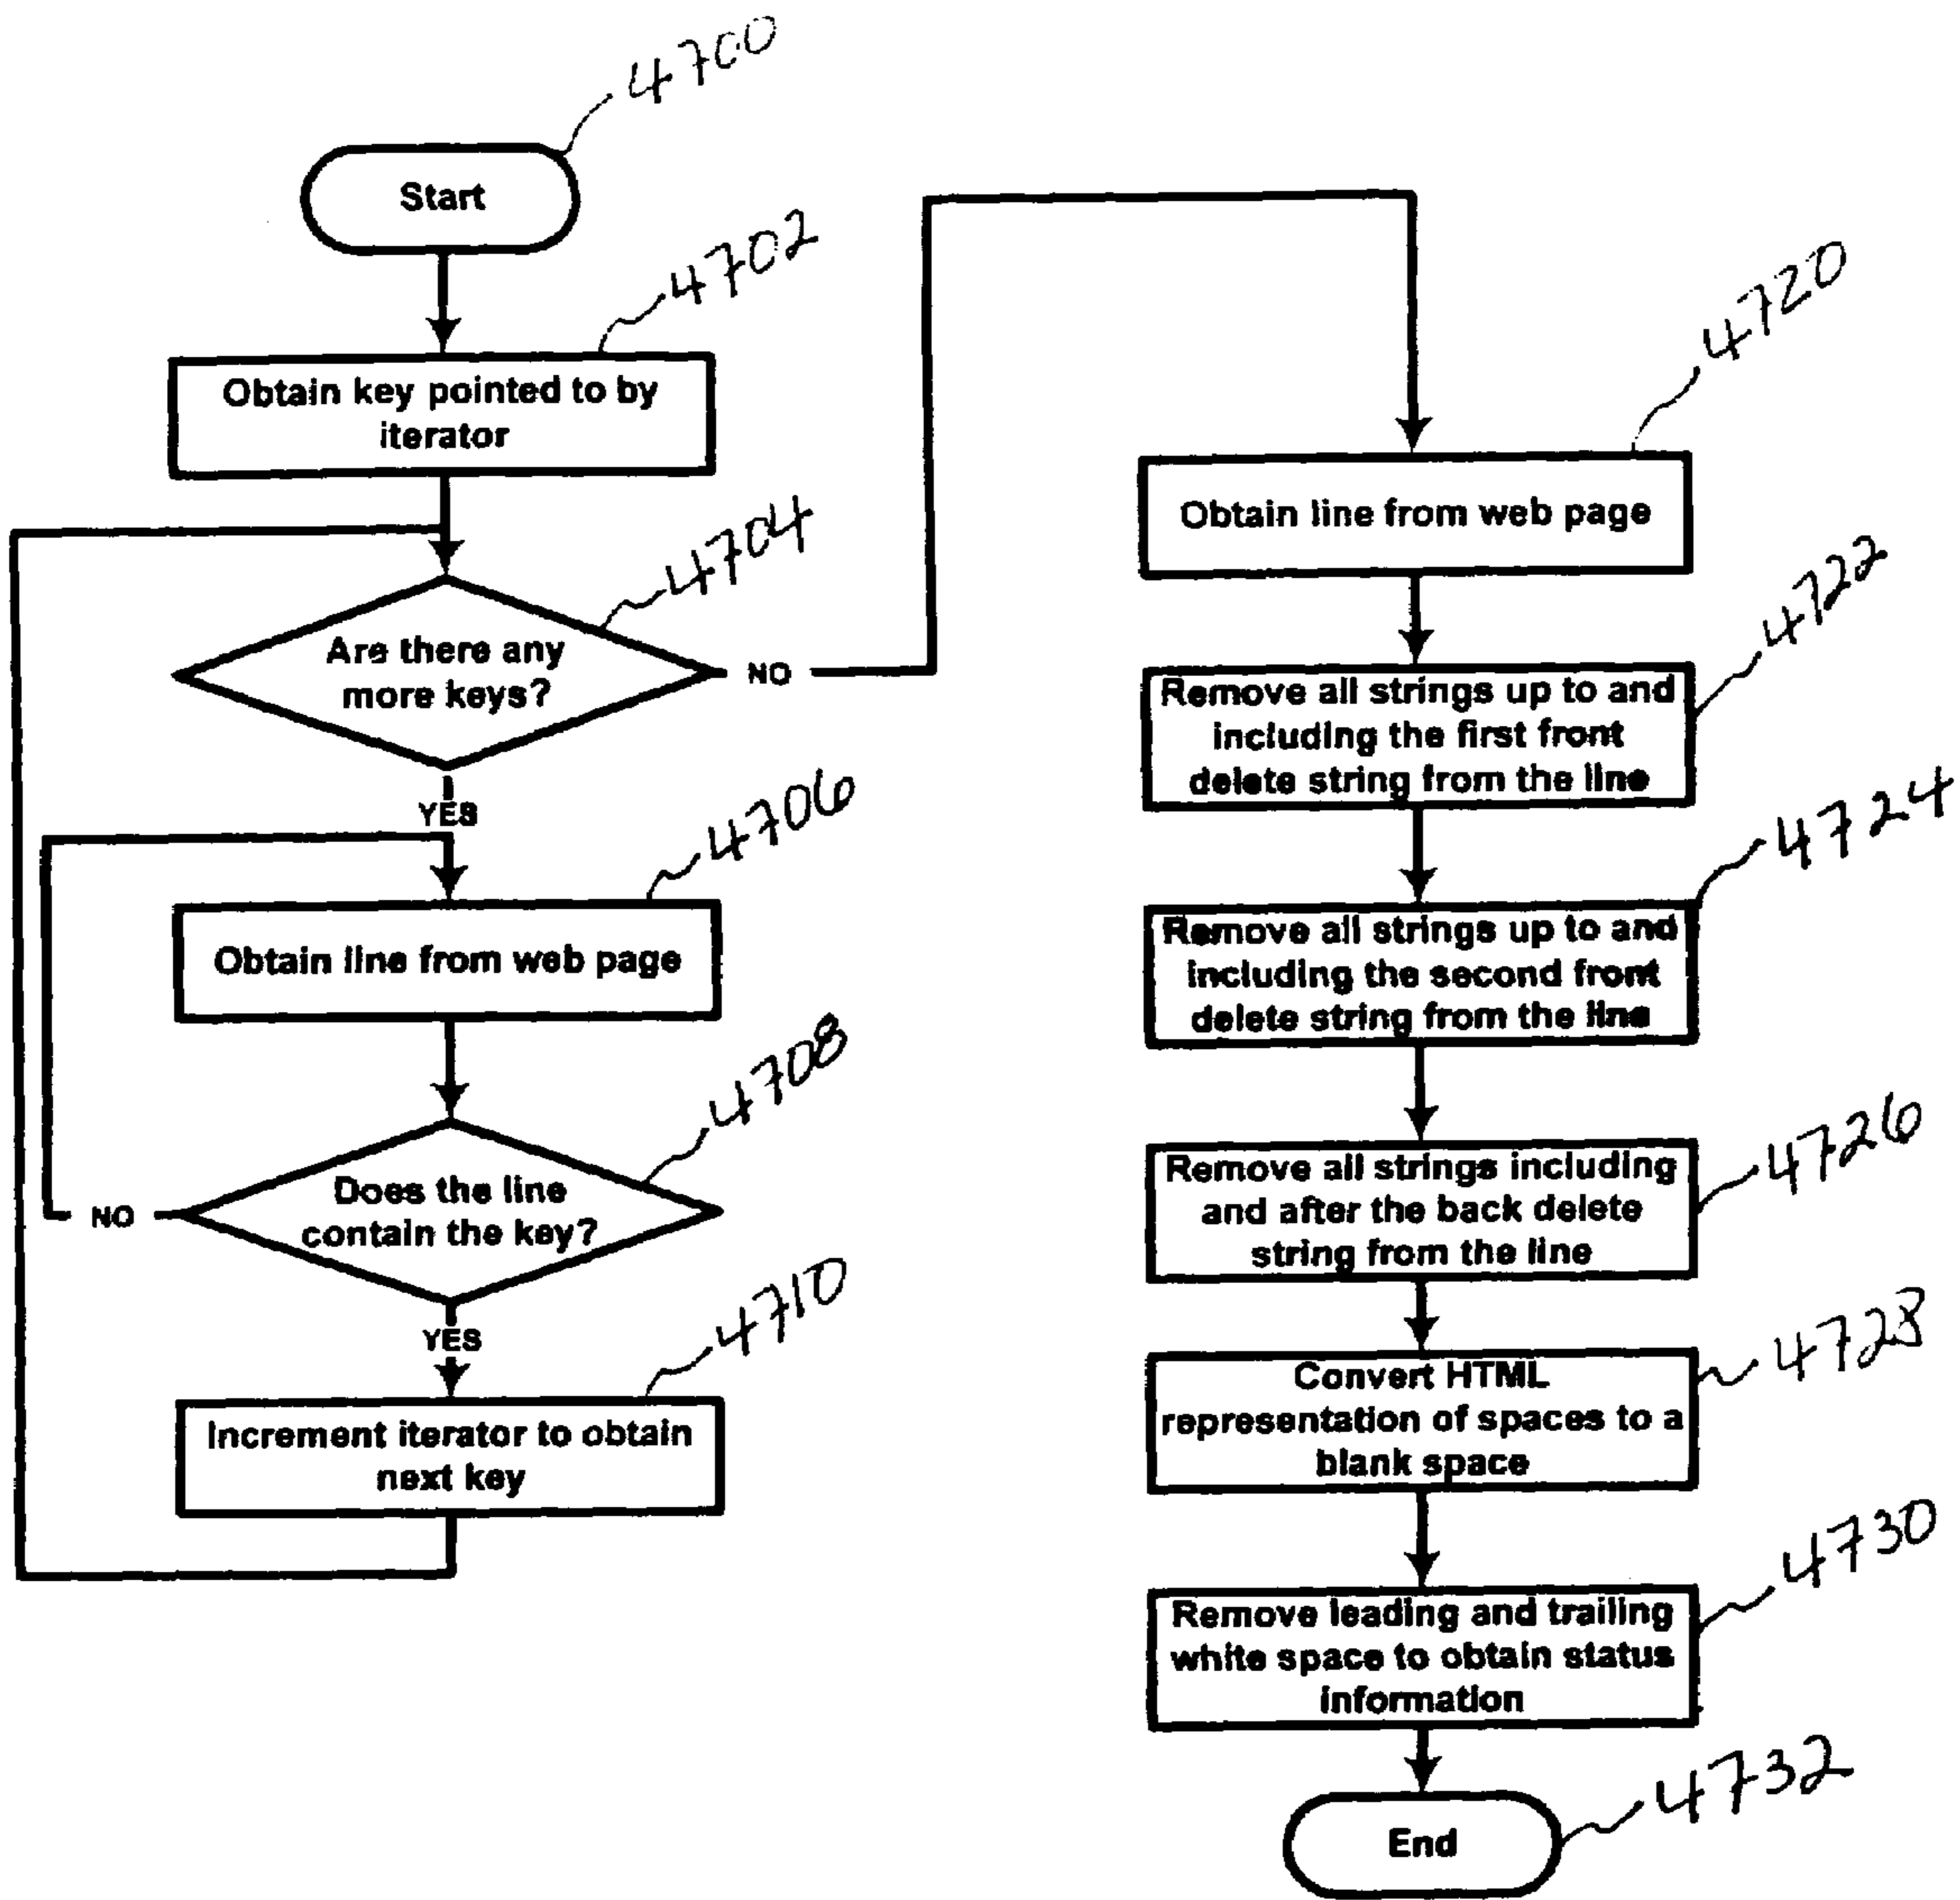 4700
Start
4702
Obtain key pointed to by
iterator
4704
Are there any
more keys?
NO
YES
4706
Obtain line from web page
4708
Does the line
contain the key?
NO
YES
4710
Increment iterator to obtain
next key
4720
Obtain line from web page
4722
Remove all strings up to and
including the first front
delete string from the line
4724
Remove all strings up to and
including the second front
delete string from the line
4726
Remove all strings including
and after the back delete
string from the line
4728
Convert HTML
representation of spaces to a
blank space
4730
Remove leading and trailing
white space to obtain status
information
4732
End